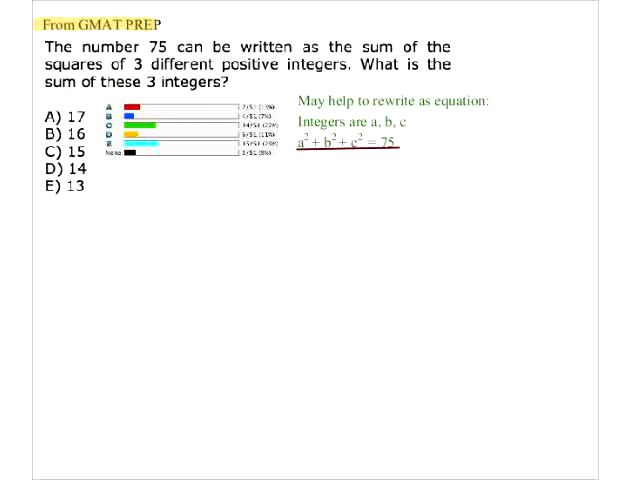 From GMAT PREP
The number 75 can be written as the sum of the
squares of 3 different positive integers. What is the
sum of these 3 integers?
May help to rewrite as equation:
Integers are a, b, c
a² + b² + c² = 75
A) 17
B) 16
C) 15
D) 14
E) 13
A
B
C
D
E